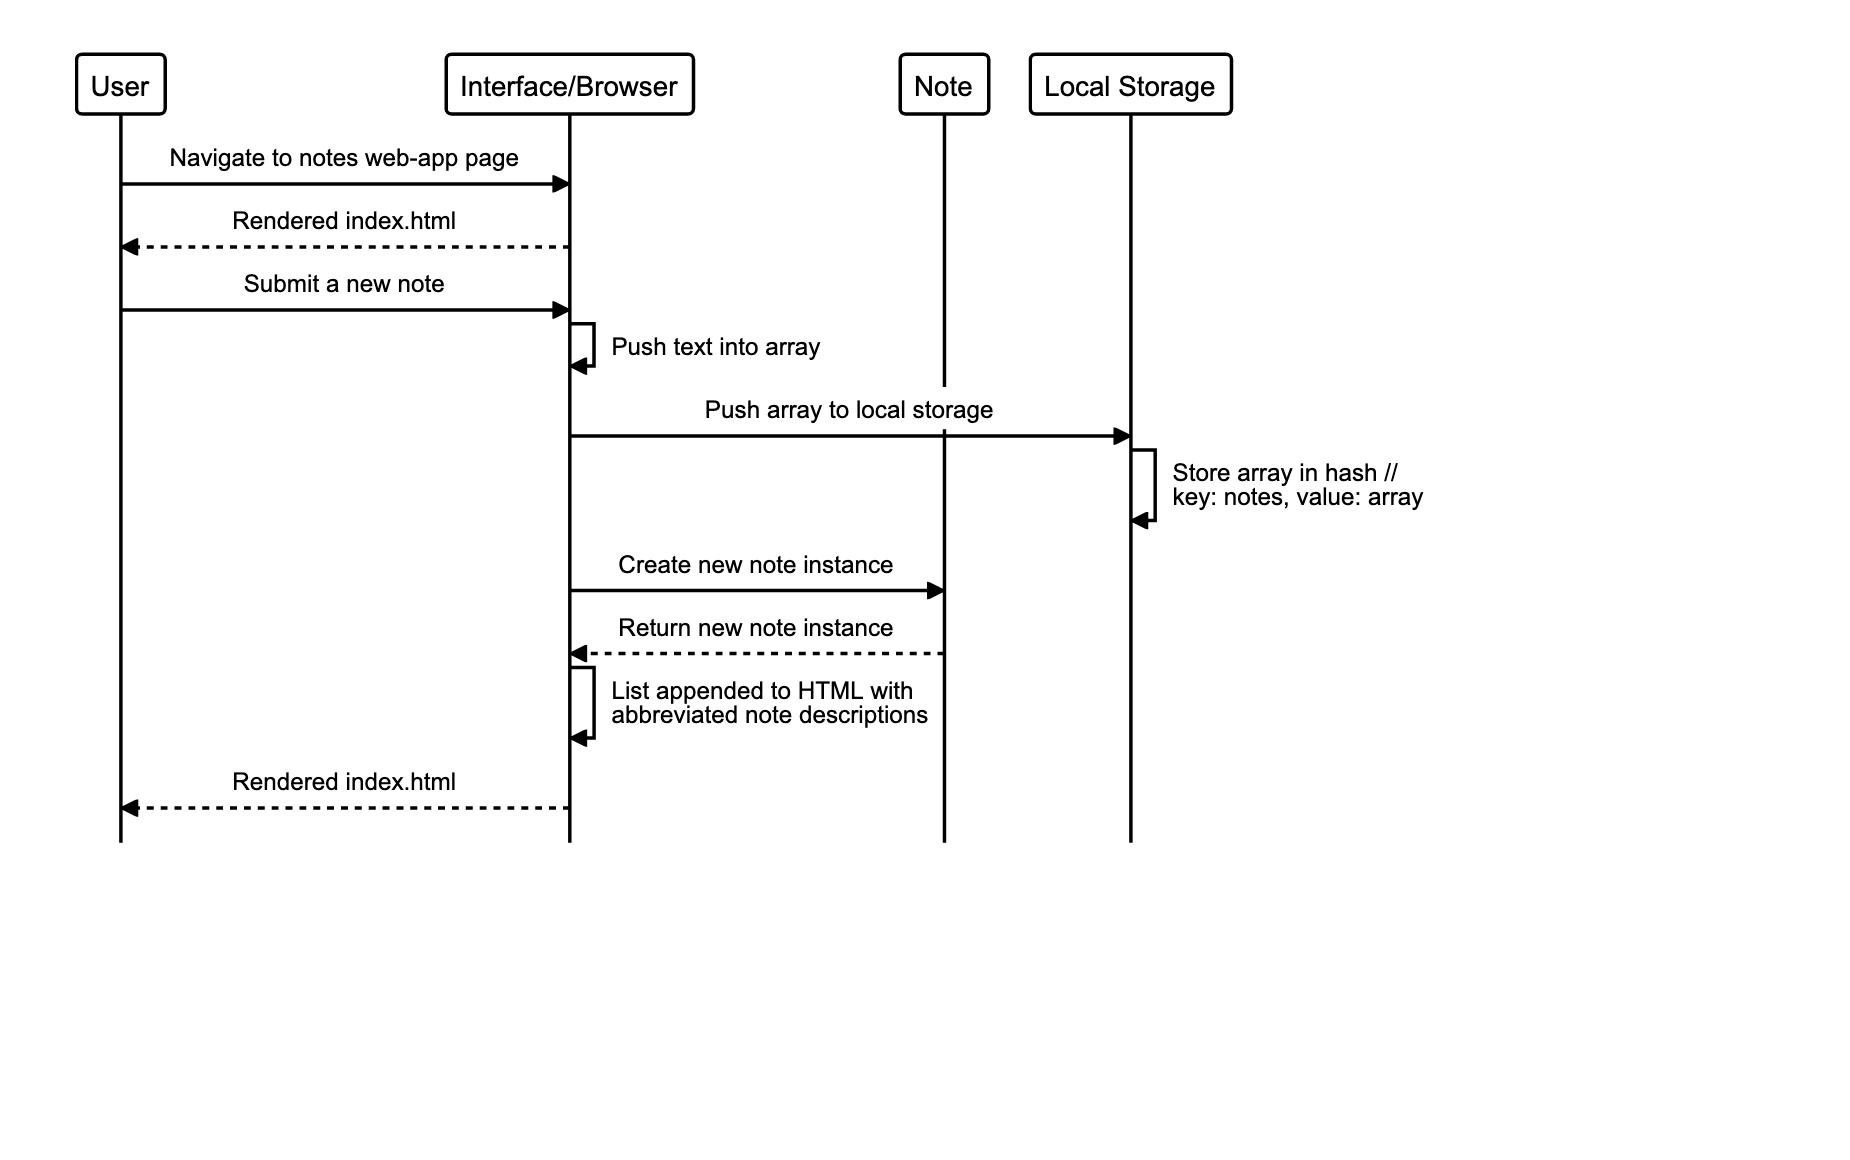 User
Interface/Browser
Note
Local Storage
Navigate to notes web-app page
Rendered index.html
Submit a new note
Push text into array
Push array to local storage
Store array in hash //
key: notes, value: array
Create new note instance
Return new note instance
List appended to HTML with
abbreviated note descriptions
Rendered index.html